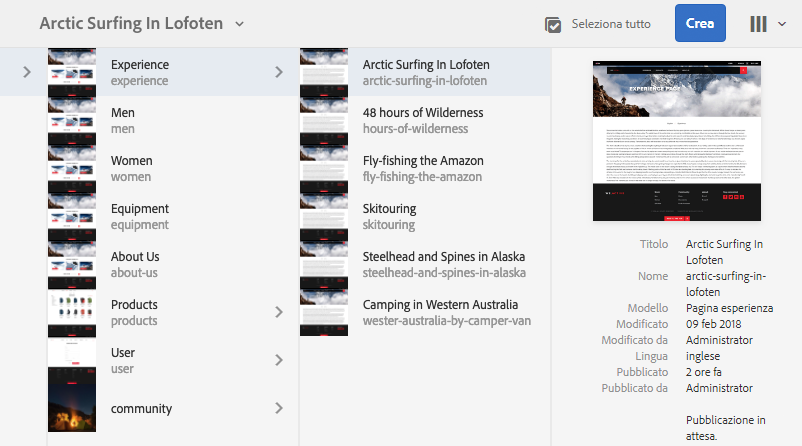 Arctic Surfing In Lofoten
Seleziona tutto
Crea
Experience
experience
Men
men
Women
women
Equipment
equipment
About Us
about-us
Products
products
User
user
community
Arctic Surfing In Lofoten
arctic-surfing-in-lofoten
48 hours of Wilderness
hours-of-wilderness
Fly-fishing the Amazon
fly-fishing-the-amazon
Skitouring
skitouring
Steelhead and Spines in Alaska
steelhead-and-spines-in-alaska
Camping in Western Australia
wester-australia-by-camper-van
EXPERIENCE PAGE
Titolo Arctic Surfing In
Lofoten
Nome arctic-surfing-in-
lofoten
Modello Pagina esperienza
Modificato 09 feb 2018
Modificato da Administrator
Lingua inglese
Pubblicato 2 ore fa
Pubblicato da Administrator
Pubblicazione in
attesa.